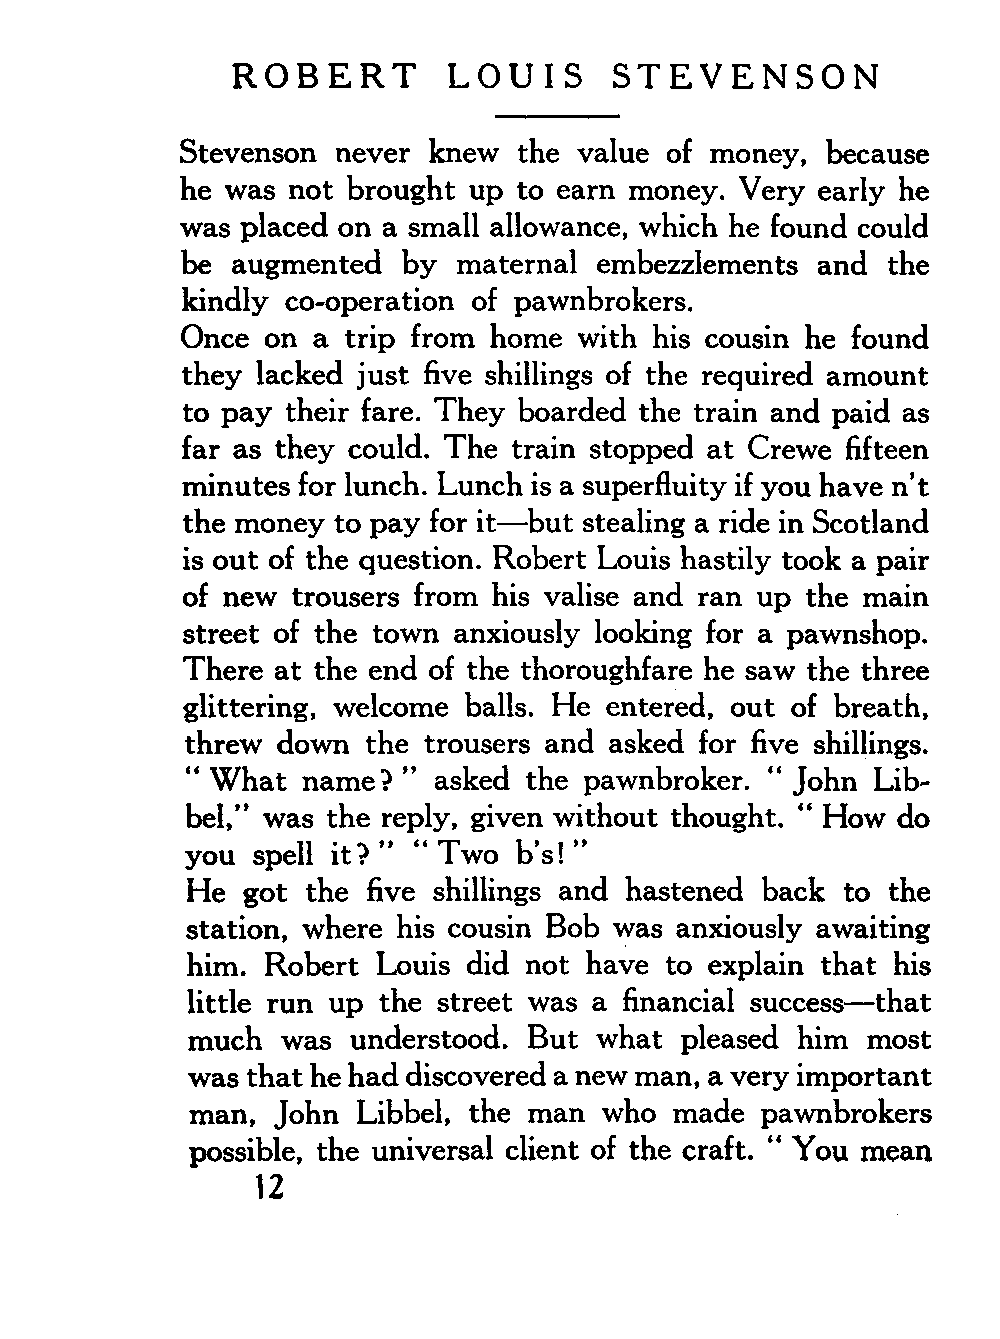 ROBERT LOUIS STEVENSON
Stevenson never knew the value of money, because
he was not brought up to earn money. Very early he
was placed on a small allowance, which he found could
be augmented by maternal embezzlements and the
kindly co-operation of pawnbrokers.
Once on a trip from home with his cousin he found
they lacked just five shillings of the required amount
to pay their fare. They boarded the train and paid as
far as they could. The train stopped at Crewe fifteen
minutes for lunch. Lunch is a superfluity if you have n't
the money to pay for it—but stealing a ride in Scotland
is out of the question. Robert Louis hastily took a pair
of new trousers from his valise and ran up the main
street of the town anxiously looking for a pawnshop.
There at the end of the thoroughfare he saw the three
glittering, welcome balls. He entered, out of breath,
threw down the trousers and asked for five shillings.
“ What name? ” asked the pawnbroker. “ John Lib-
bel,” was the reply, given without thought. “ How do
you spell it? ” “ Two b's! ”
He got the five shillings and hastened back to the
station, where his cousin Bob was anxiously awaiting
him. Robert Louis did not have to explain that his
little run up the street was a financial success—that
much was understood. But what pleased him most
was that he had discovered a new man, a very important
man, John Libbel, the man who made pawnbrokers
possible, the universal client of the craft. “ You mean
12